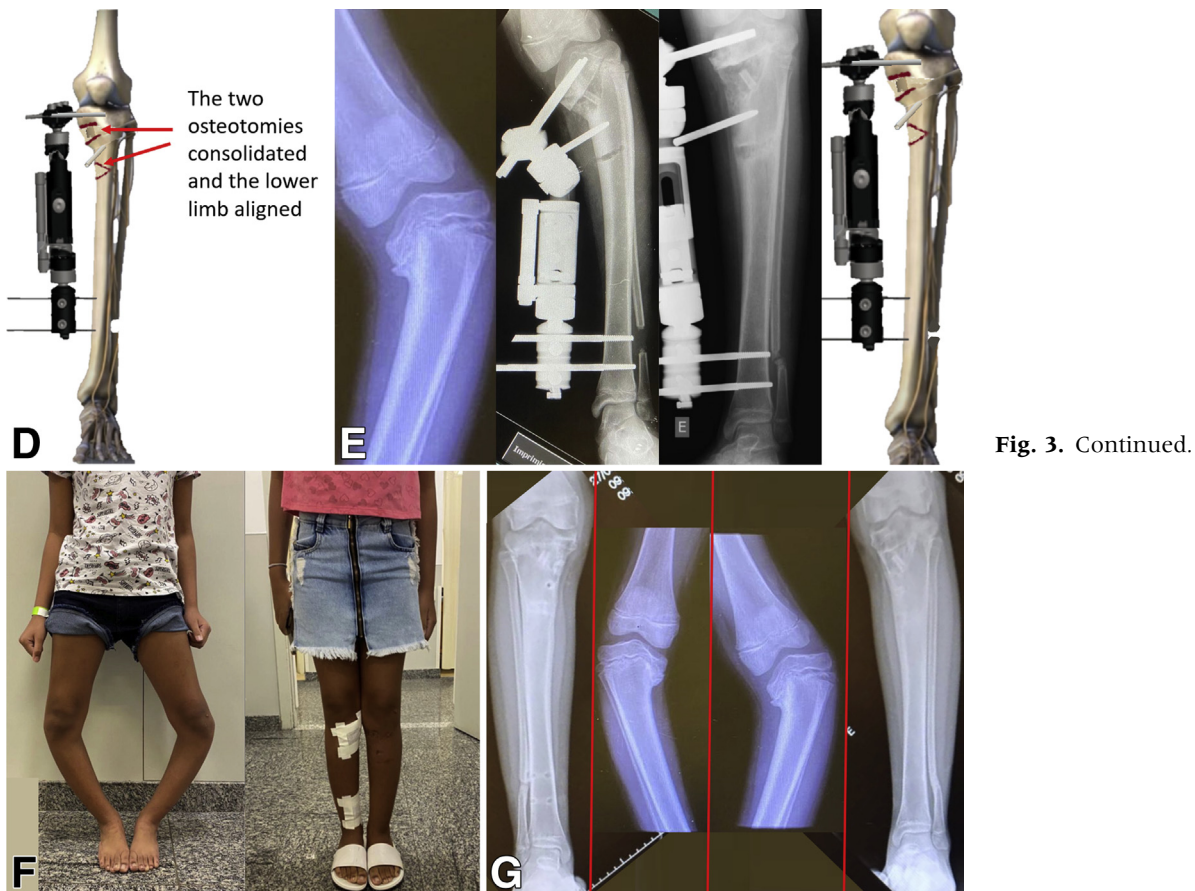 The two
osteotomies
consolidated
and the lower
limb aligned
D
E
E
Fig. 3. Continued.
F
G
E